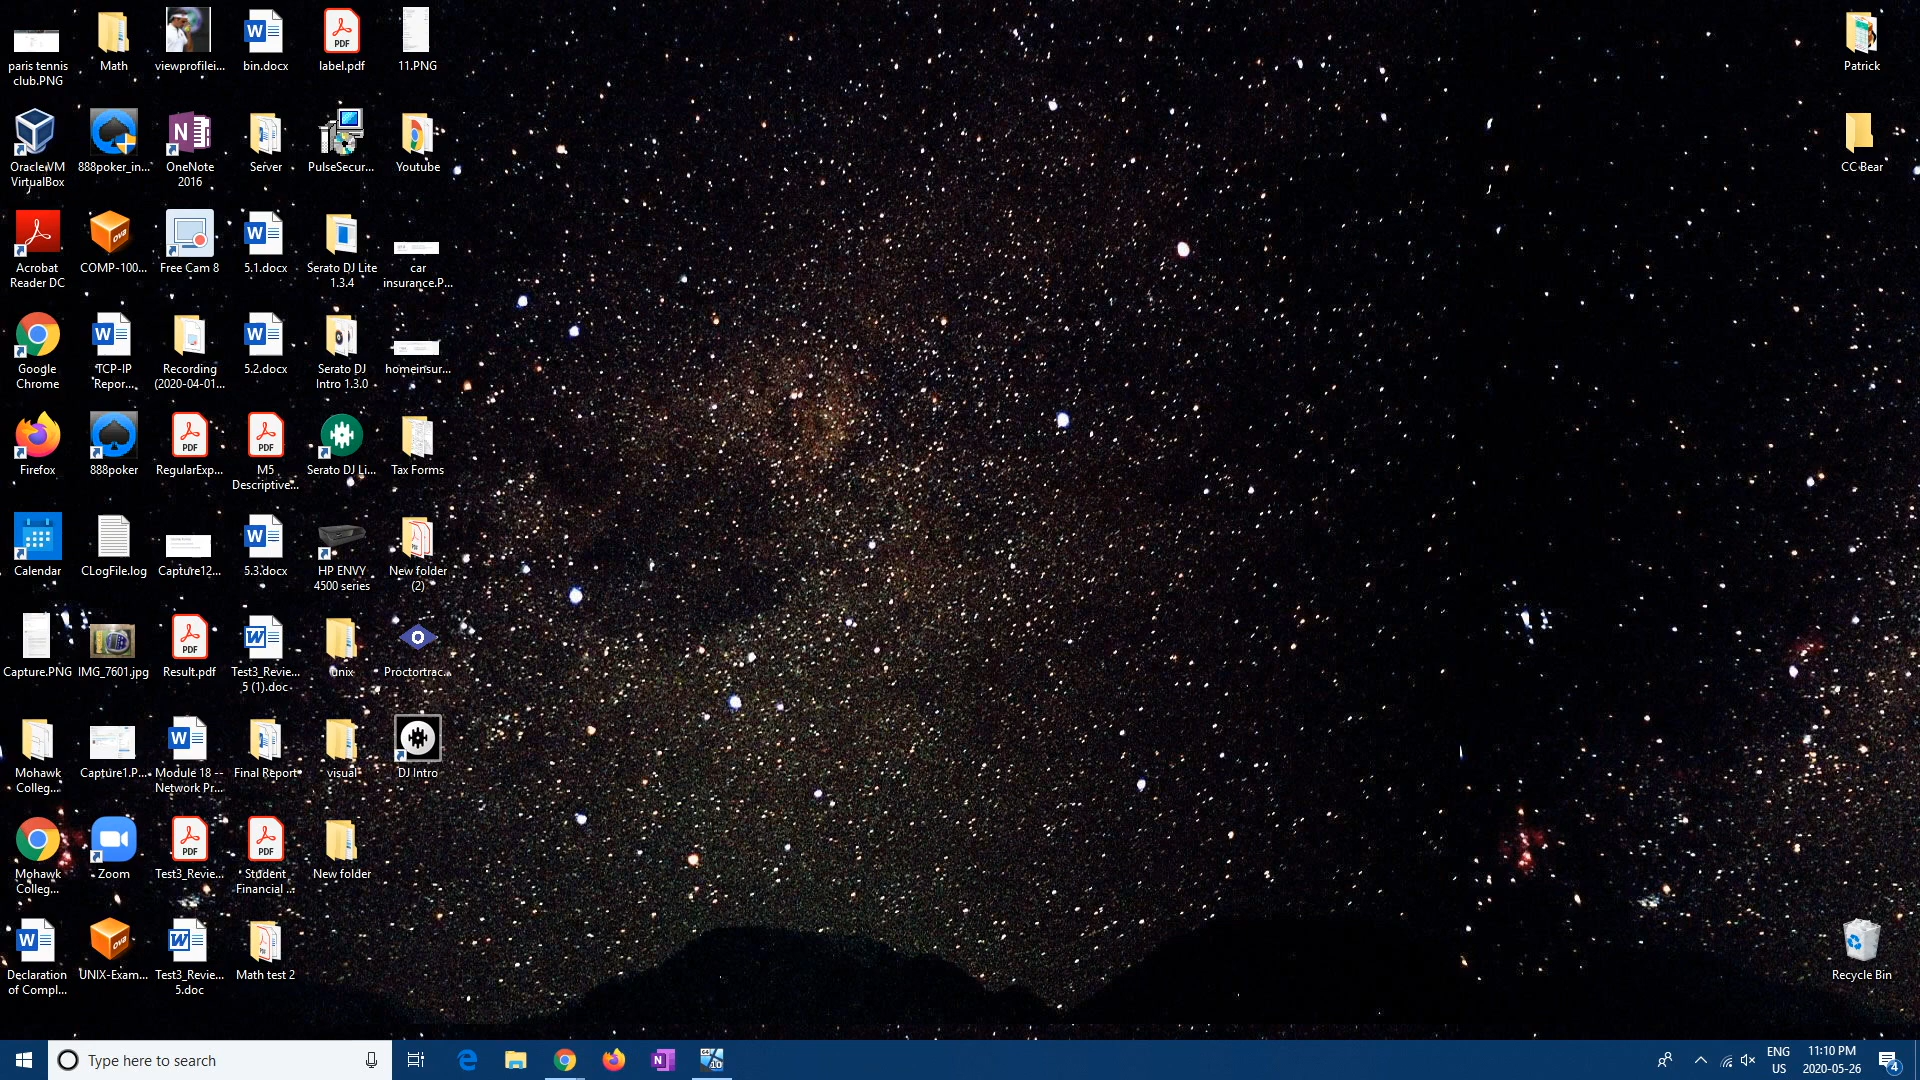 paris tennis
club.PNG
Math
viewprofilei...
bin.docx
label.pdf
11.PNG
Patrick
Oracle VM
VirtualBox
888poker_in...
OneNote
2016
Server
PulseSecur...
Youtube
CC Bear
Acrobat
Reader DC
COMP-100...
Free Cam 8
5.1.docx
Serato DJ Lite
1.3.4
car
insurance.P...
Google
Chrome
TCP-IP
Repor...
Recording
(2020-04-01...
5.2.docx
Serato DJ
Intro 1.3.0
homeinsur...
Firefox
888poker
RegularExp...
M5
Descriptive...
Serato DJ Li...
Tax Forms
Calendar
CLogFile.log
Capture12...
5.3.docx
HP ENVY
4500 series
New folder
(2)
Capture.PNG
IMG_7601.jpg
Result.pdf
Test3_Revie...
5 (1).doc
unix
Proctortrac...
Mohawk
Colleg...
Capture1.P...
Module 18 --
Network Pr...
Final Report
visual
DJ Intro
Mohawk
Colleg...
Zoom
Test3_Revie...
Student
Financial ...
New folder
Declaration
of Compl...
UNIX-Exam...
Test3_Revie...
5.doc
Math test 2
Recycle Bin
Type here to search
ENG
US
11:10 PM
2020-05-26
4